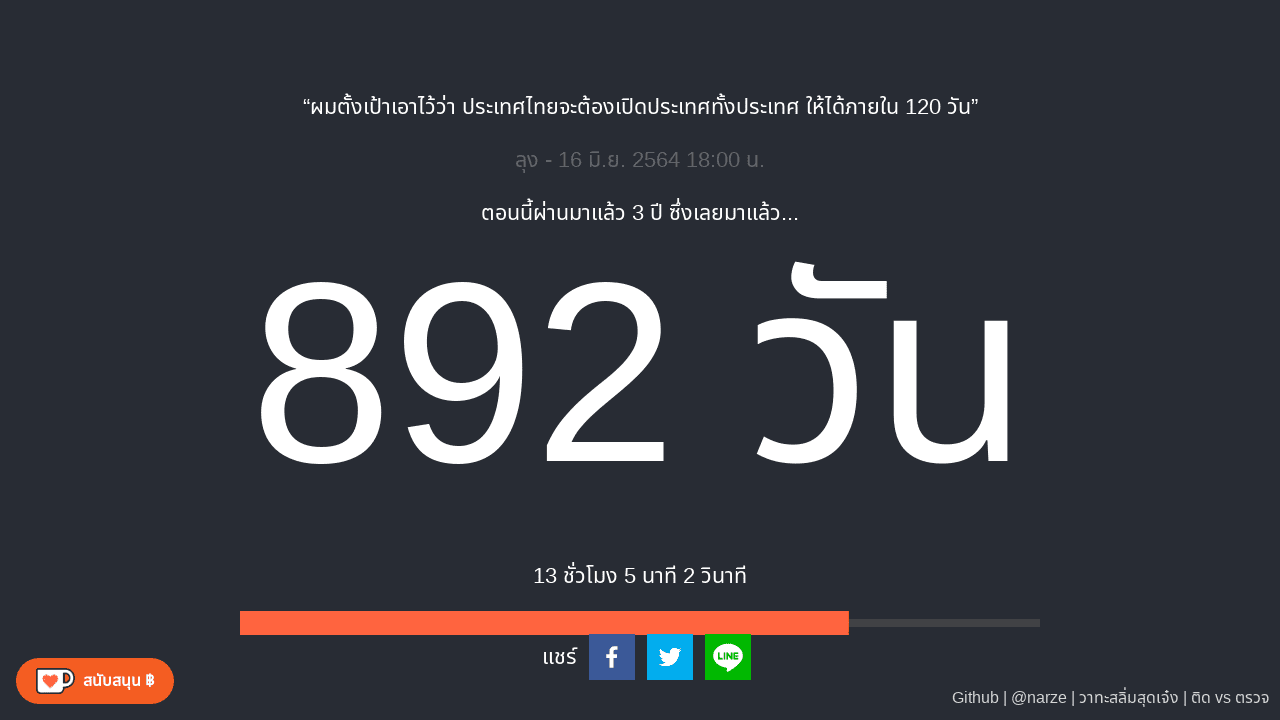 “ผมตั้งเป้าเอาไว้ว่า ประเทศไทยจะต้องเปิดประเทศทั้งประเทศ ให้ได้ภายใน 120 วัน”
ลุง - 16 มิ.ย. 2564 18:00 น.
ตอนนี้ผ่านมาแล้ว 3 ปี ซึ่งเลยมาแล้ว...
892 วัน
13 ชั่วโมง 5 นาที 2 วินาที
แชร์
LINE
สนับสนุน ฿
Github | @narze | วาทะสลิ่มสุดเจ๋ง | ติด vs ตรวจ